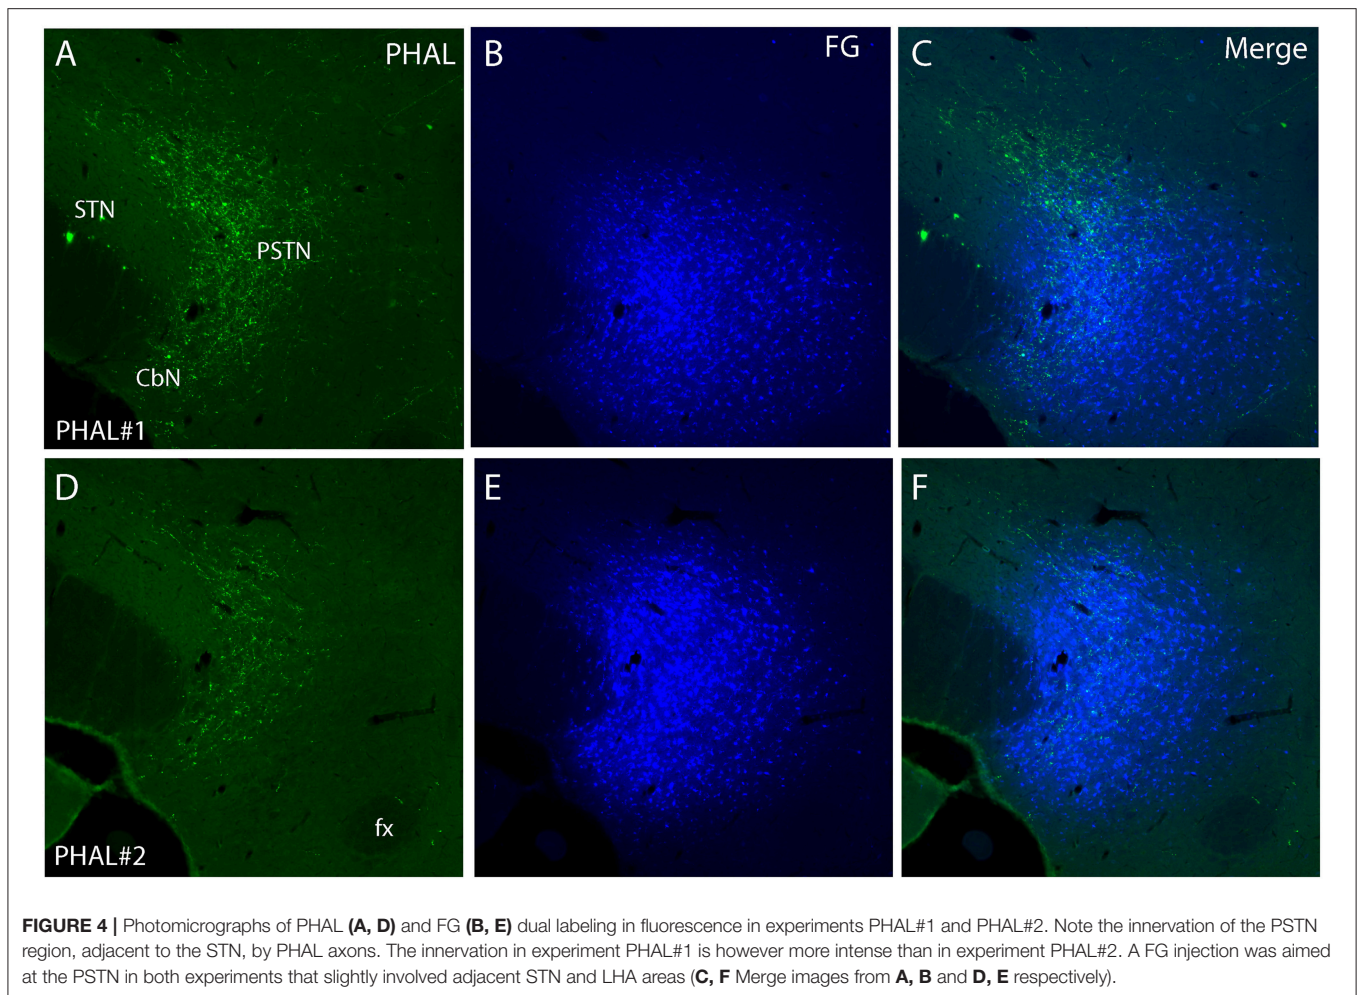 A
PHAL
B
FG
C
Merge
STN
PSTN
CbN
PHAL#1
D
E
F
fx
PHAL#2
FIGURE 4 | Photomicrographs of PHAL (A, D) and FG (B, E) dual labeling in fluorescence in experiments PHAL#1 and PHAL#2. Note the innervation of the PSTN
region, adjacent to the STN, by PHAL axons. The innervation in experiment PHAL#1 is however more intense than in experiment PHAL#2. A FG injection was aimed
at the PSTN in both experiments that slightly involved adjacent STN and LHA areas (C, F Merge images from A, B and D, E respectively).